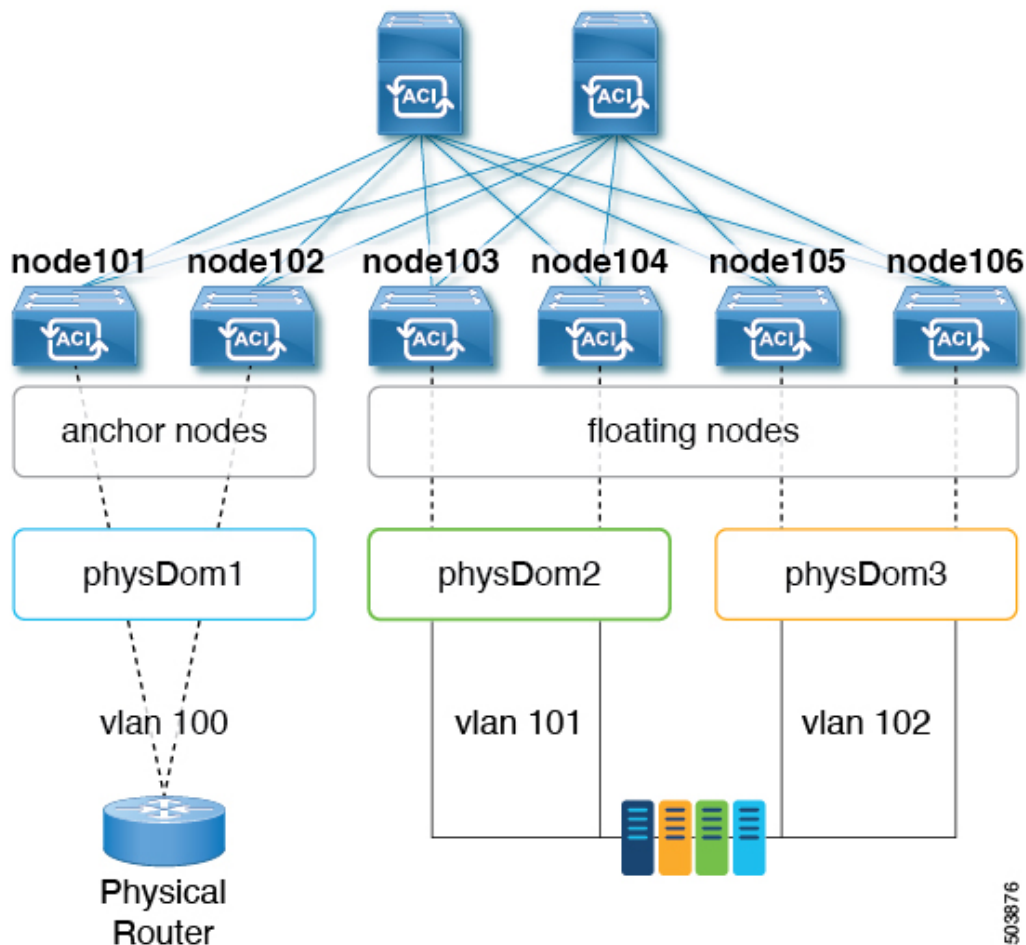 ACI ACI
node101 node102 node103 node104 node105 node106
ACI ACI ACI ACI ACI ACI
anchor nodes floating nodes
physDom1 physDom2 physDom3
vlan 100 vlan 101 vlan 102
Physical
Router
503876